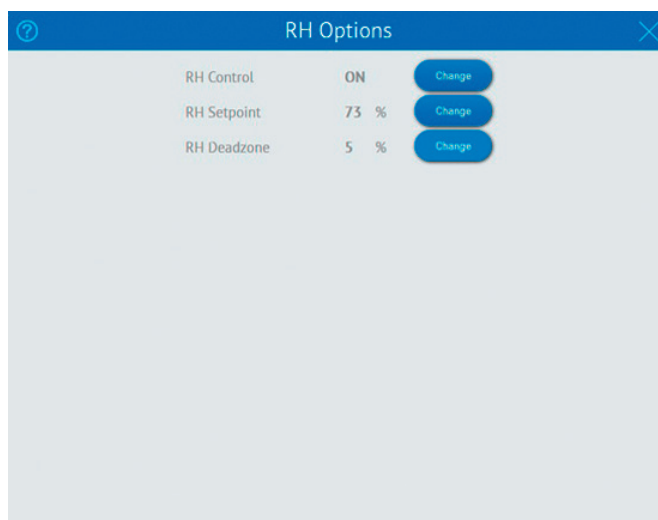 RH Options
RH Control ON Change
RH Setpoint 73 % Change
RH Deadzone 5 % Change